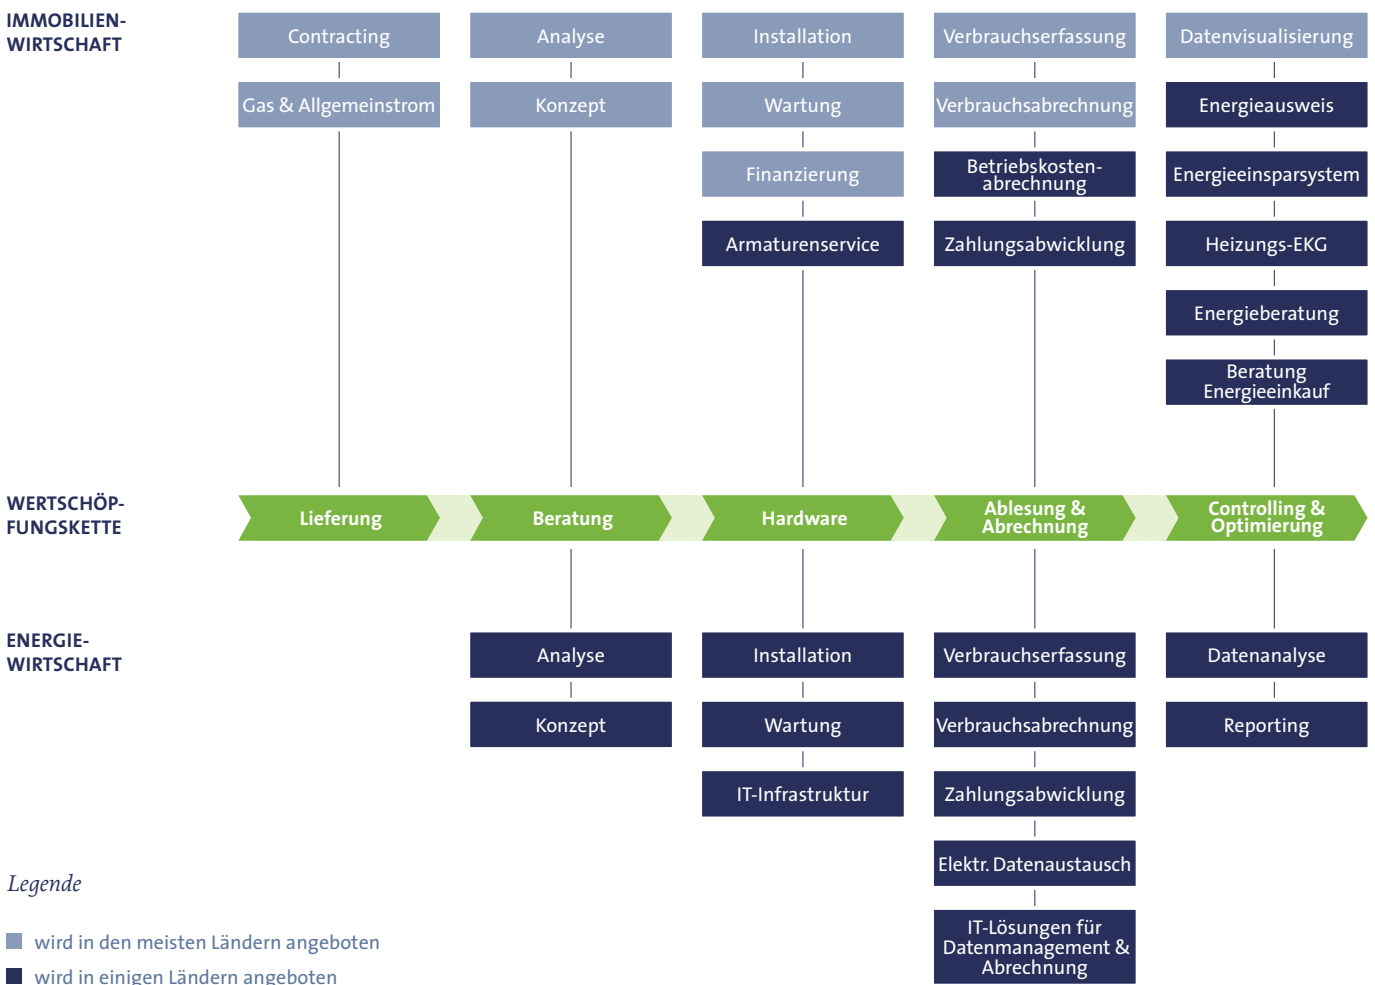 IMMOBILIEN-
WIRTSCHAFT
Contracting
Analyse
Installation
Verbrauchserfassung
Datenvisualisierung
Gas & Allgemeinstrom
Konzept
Wartung
Verbrauchsabrechnung
Energieausweis
Finanzierung
Betriebskosten-
abrechnung
Energieeinsparsystem
Armaturenservice
Zahlungsabwicklung
Heizungs-EKG
Energieberatung
Beratung
Energieeinkauf
WERTSCHÖP-
FUNGSKETTE
Lieferung
Beratung
Hardware
Ablesung &
Abrechnung
Controlling &
Optimierung
ENERGIE-
WIRTSCHAFT
Analyse
Installation
Verbrauchserfassung
Datenanalyse
Konzept
Wartung
Verbrauchsabrechnung
Reporting
IT-Infrastruktur
Zahlungsabwicklung
Elektr. Datenaustausch
IT-Lösungen für
Datenmanagement &
Abrechnung
Legende
wird in den meisten Ländern angeboten
wird in einigen Ländern angeboten